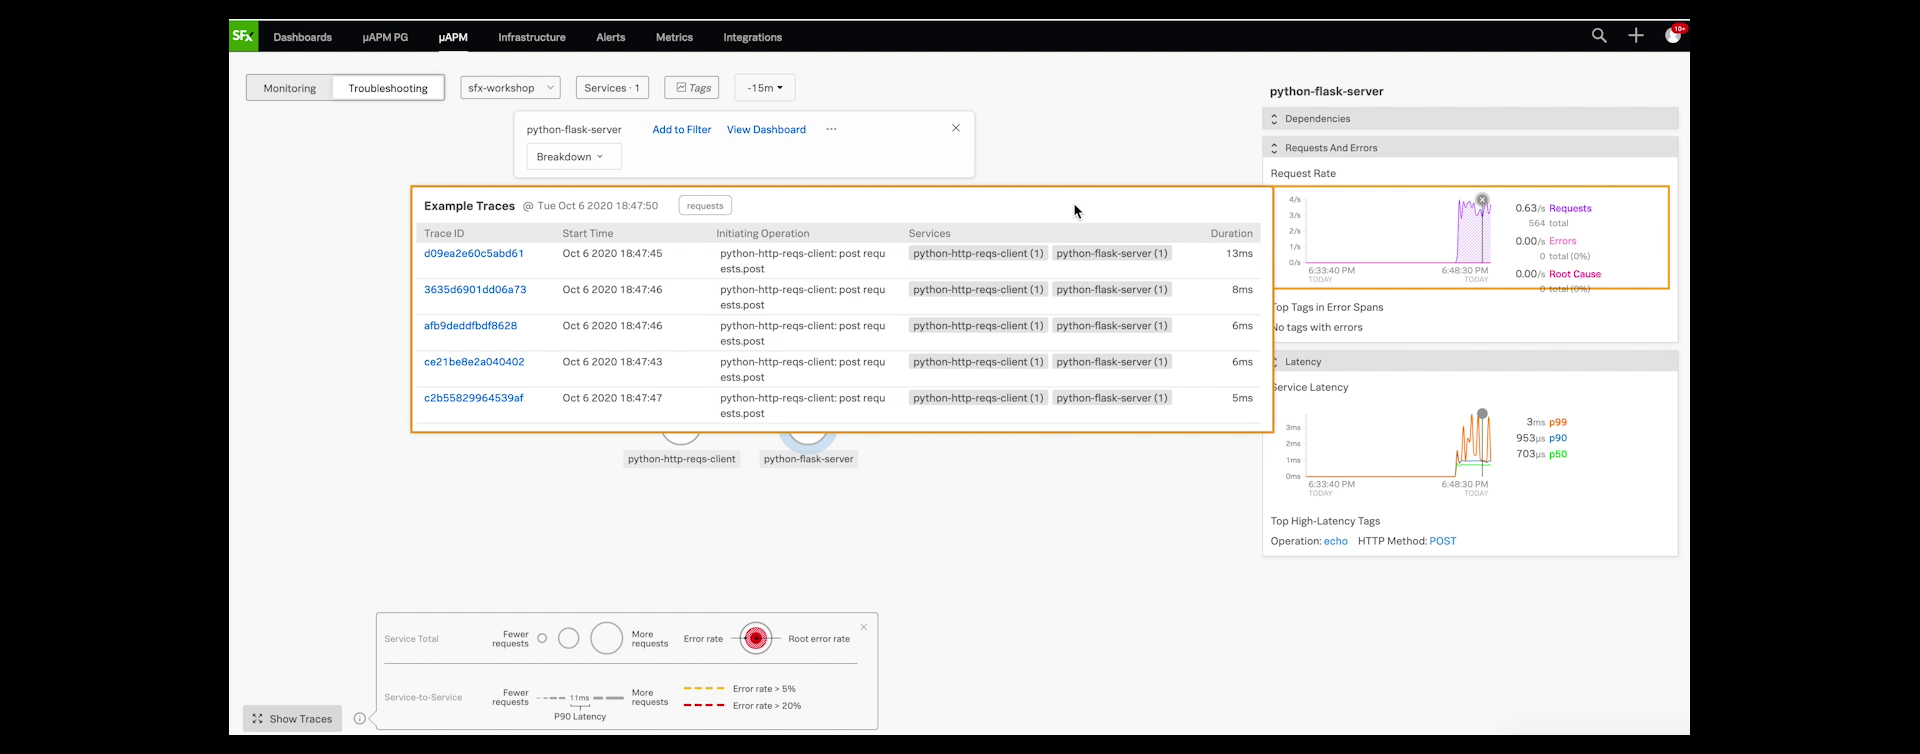 SFx Dashboards µAPM PG µAPM Infrastructure Alerts Metrics Integrations 10+
Monitoring Troubleshooting sfx-workshop Services · 1 Tags -15m
python-flask-server Add to Filter View Dashboard ···
Breakdown
Example Traces @ Tue Oct 6 2020 18:47:50 requests
Trace ID Start Time Initiating Operation Services Duration
d09ea2e60c5abd61 Oct 6 2020 18:47:45 python-http-reqs-client: post requ python-http-reqs-client (1) python-flask-server (1) 13ms
ests.post
3635d6901dd06a73 Oct 6 2020 18:47:46 python-http-reqs-client: post requ python-http-reqs-client (1) python-flask-server (1) 8ms
ests.post
afb9deddfbdf8628 Oct 6 2020 18:47:46 python-http-reqs-client: post requ python-http-reqs-client (1) python-flask-server (1) 6ms
ests.post
ce21be8e2a040402 Oct 6 2020 18:47:43 python-http-reqs-client: post requ python-http-reqs-client (1) python-flask-server (1) 6ms
ests.post
c2b55829964539af Oct 6 2020 18:47:47 python-http-reqs-client: post requ python-http-reqs-client (1) python-flask-server (1) 5ms
ests.post
python-http-reqs-client python-flask-server
python-flask-server
Dependencies
Requests And Errors
Request Rate
4/s
3/s
2/s
1/s
0/s
6:33:40 PM 6:48:30 PM
TODAY TODAY
0.63/s Requests
564 total
0.00/s Errors
0 total (0%)
0.00/s Root Cause
0 total (0%)
Top Tags in Error Spans
No tags with errors
Latency
Service Latency
3ms
2ms
1ms
0ms
6:33:40 PM 6:48:30 PM
TODAY TODAY
3ms p99
953µs p90
703µs p50
Top High-Latency Tags
Operation: echo HTTP Method: POST
Service Total Fewer requests More requests Error rate Root error rate
Service-to-Service Fewer requests 11ms More requests Error rate > 5%
Error rate > 20%
P90 Latency
Show Traces